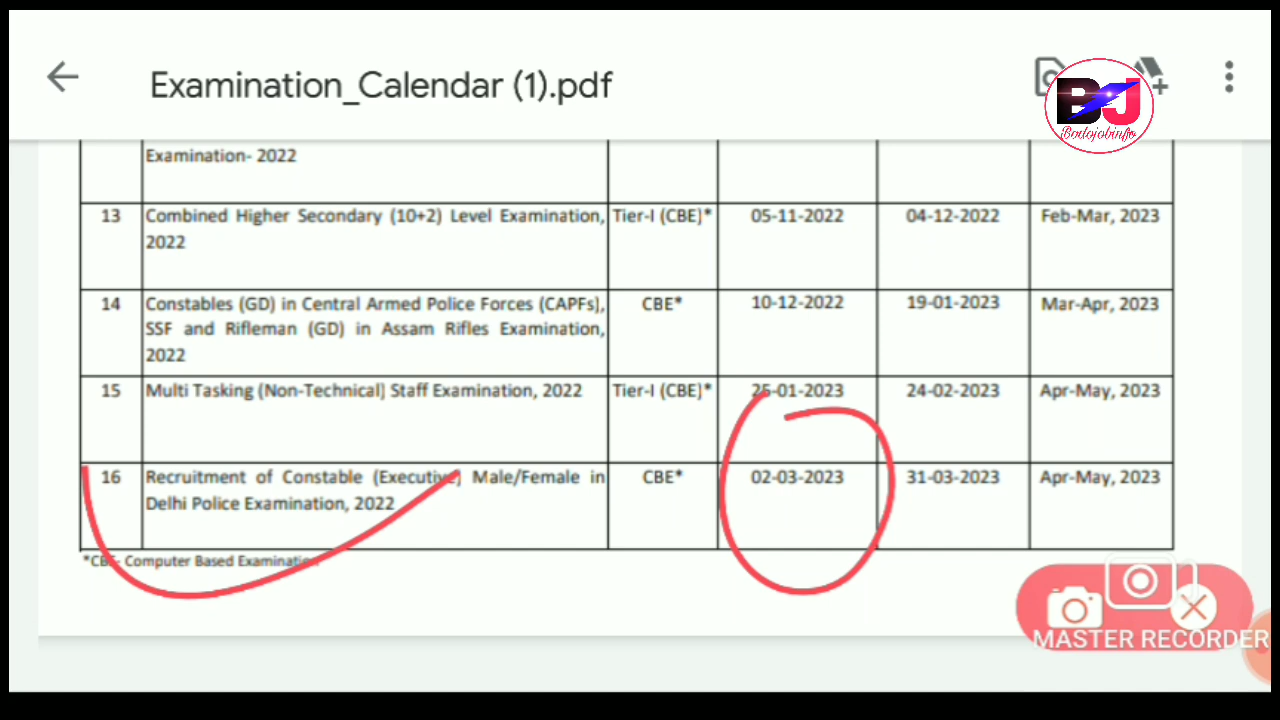 Examination_Calendar (1).pdf
BJ
Bodojobinfo
Examination- 2022
13 Combined Higher Secondary (10+2) Level Examination, Tier-I (CBE)* 05-11-2022 04-12-2022 Feb-Mar, 2023
2022
14 Constables (GD) in Central Armed Police Forces (CAPFs), CBE* 10-12-2022 19-01-2023 Mar-Apr, 2023
SSF and Rifleman (GD) in Assam Rifles Examination,
2022
15 Multi Tasking (Non-Technical) Staff Examination, 2022 Tier-I (CBE)* 25-01-2023 24-02-2023 Apr-May, 2023
16 Recruitment of Constable (Executive) Male/Female in CBE* 02-03-2023 31-03-2023 Apr-May, 2023
Delhi Police Examination, 2022
*CBE- Computer Based Examination
MASTER RECORDER